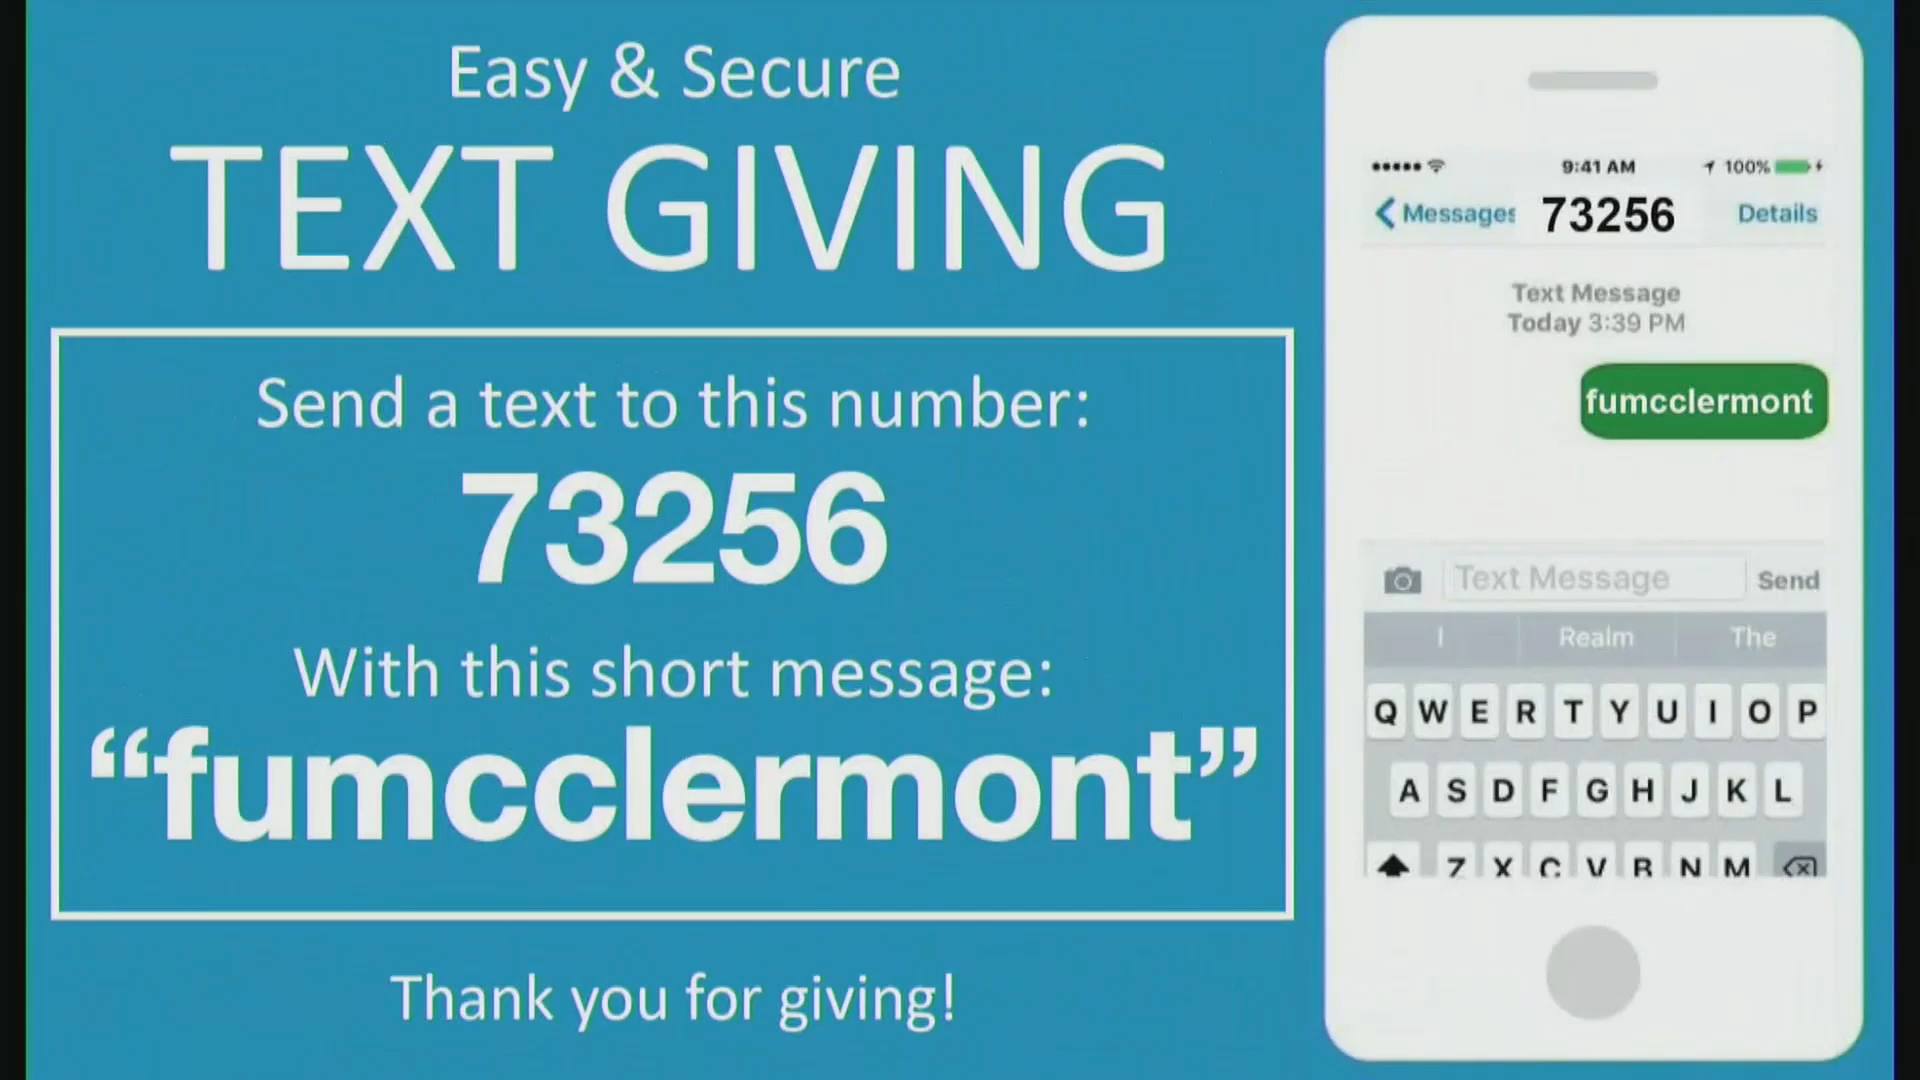 Easy & Secure
TEXT GIVING
Send a text to this number:
73256
With this short message:
“fumcclermont”
Thank you for giving!
9:41 AM
100%
Messages
73256
Details
Text Message
Today 3:39 PM
fumcclermont
Text Message
Send
I
Realm
The
Q W E R T Y U I O P
A S D F G H J K L
Z X C V B N M